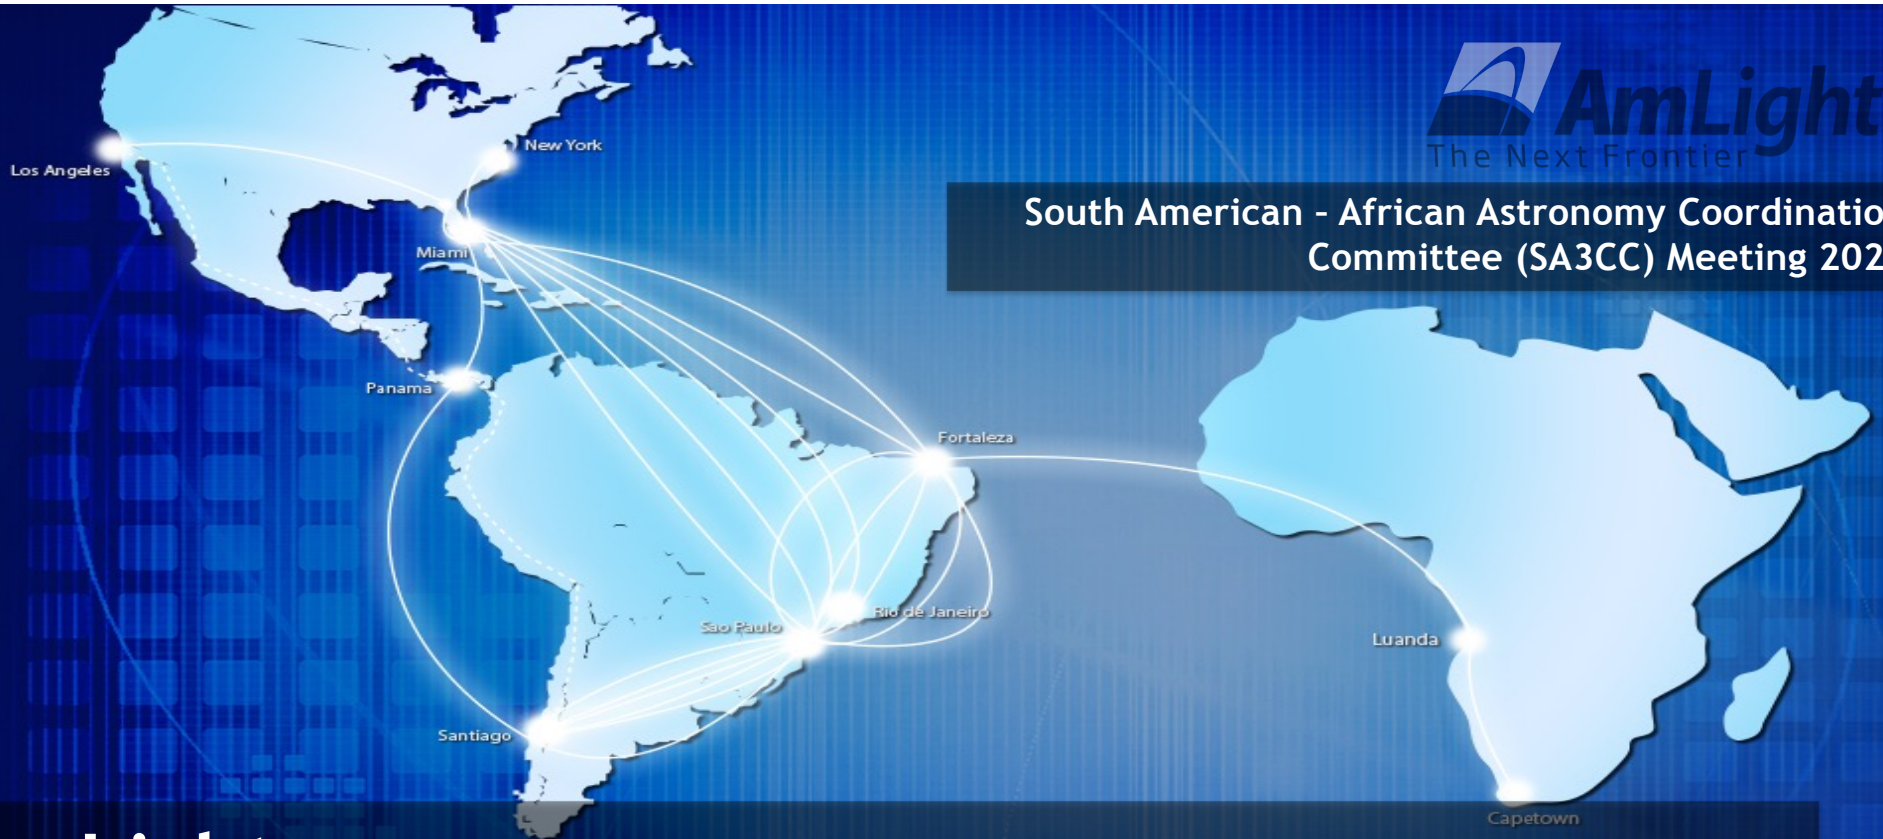 AmLight
The Next Frontier
South American - African Astronomy Coordinatio
Committee (SA3CC) Meeting 202
New York
Los Angeles
Miami
Panama
Fortaleza
Rio de Janeiro
Sao Paulo
Luanda
Santiago
Capetown